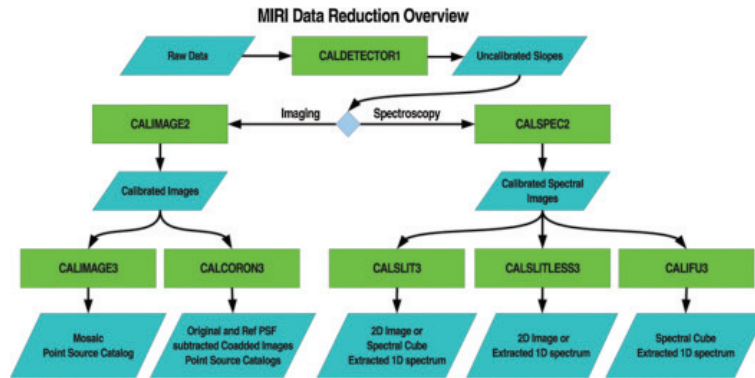 MIRI Data Reduction Overview
Raw Data
CALDETECTOR1
Uncalibrated Slopes
Imaging
Spectroscopy
CALIMAGE2
CALSPEC2
Calibrated Images
Calibrated Spectral
Images
CALIMAGE3
CALCORON3
CALSLIT3
CALSLITLESS3
CALIFU3
Mosaic
Point Source Catalog
Original and Ref PSF
subtracted Coadded Images
Point Source Catalogs
2D Image or
Spectral Cube
Extracted 1D spectrum
2D Image or
Extracted 1D spectrum
Spectral Cube
Extracted 1D spectrum